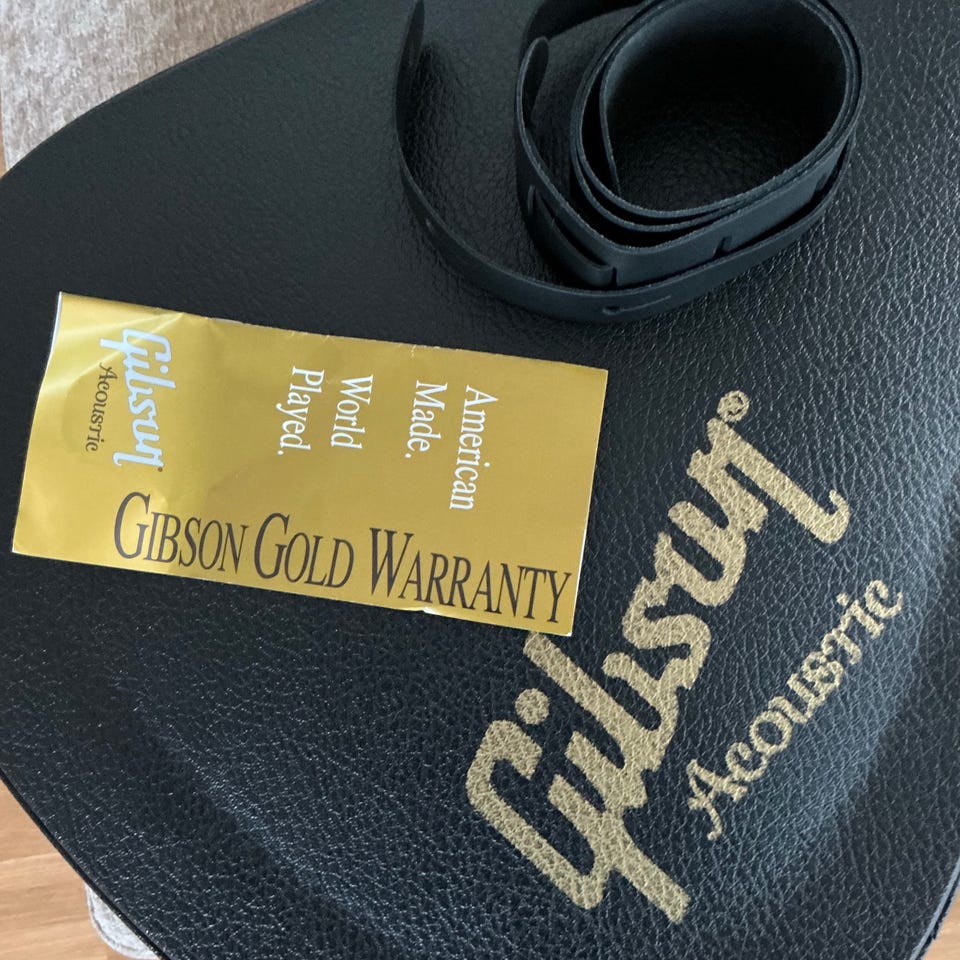 Gibson
Acoustic
American
Made.
World
Played.
GIBSON GOLD WARRANTY
Gibson®
Acoustic